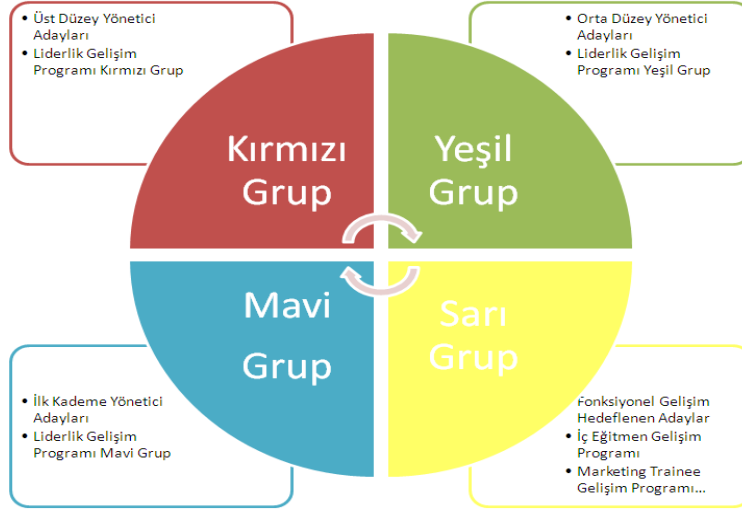 • Üst Düzey Yönetici
Adayları
• Liderlik Gelişim
Programı Kırmızı Grup
• Orta Düzey Yönetici
Adayları
• Liderlik Gelişim
Programı Yeşil Grup
Kırmızı
Grup
Yeşil
Grup
Mavi
Grup
Sarı
Grup
• İlk Kademe Yönetici
Adayları
• Liderlik Gelişim
Programı Mavi Grup
Fonksiyonel Gelişim
Hedeflenen Adaylar
• İç Eğitmen Gelişim
Programı
• Marketing Trainee
Gelişim Programı...